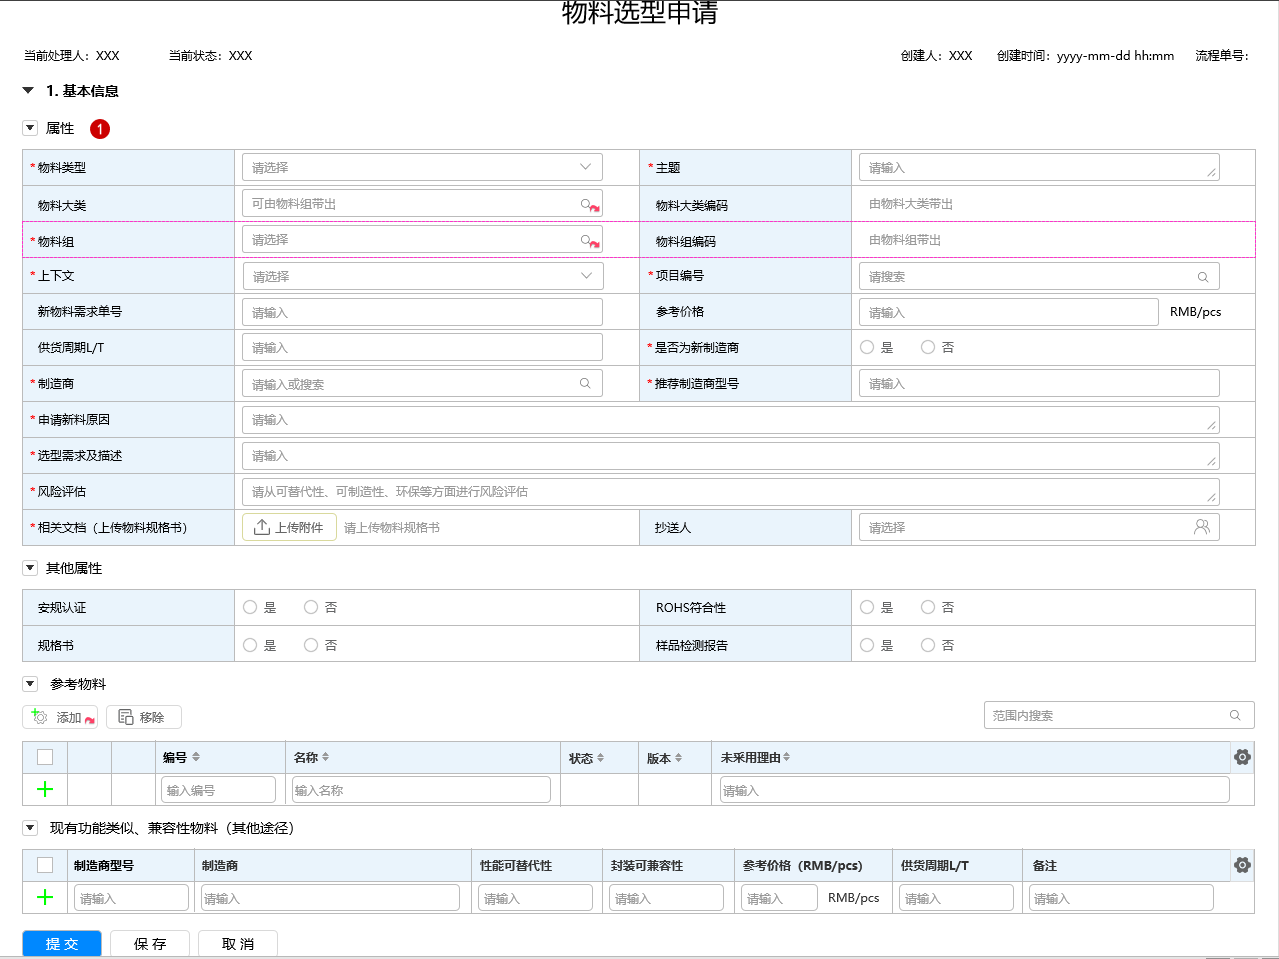 物料选型申请
当前处理人：XXX 当前状态：XXX 创建人：XXX 创建时间：yyyy-mm-dd hh:mm 流程单号：
1. 基本信息
属性 1
*物料类型 请选择 *主题 请输入
物料大类 可由物料组带出 物料大类编码 由物料大类带出
*物料组 请选择 物料组编码 由物料组带出
*上下文 请选择 *项目编号 请搜索
新物料需求单号 请输入 参考价格 请输入 RMB/pcs
供货周期L/T 请输入 *是否为新制造商 是 否
*制造商 请输入或搜索 *推荐制造商型号 请输入
*申请新料原因 请输入
*选型需求及描述 请输入
*风险评估 请从可替代性、可制造性、环保等方面进行风险评估
*相关文档（上传物料规格书） 上传附件 请上传物料规格书 抄送人 请选择
其他属性
安规认证 是 否 ROHS符合性 是 否
规格书 是 否 样品检测报告 是 否
参考物料
添加 移除 范围内搜索
编号 名称 状态 版本 未采用理由
输入编号 输入名称 请输入
现有功能类似、兼容性物料（其他途径）
制造商型号 制造商 性能可替代性 封装可兼容性 参考价格（RMB/pcs) 供货周期L/T 备注
请输入 请输入 请输入 请输入 请输入 RMB/pcs 请输入 请输入
提 交 保 存 取 消